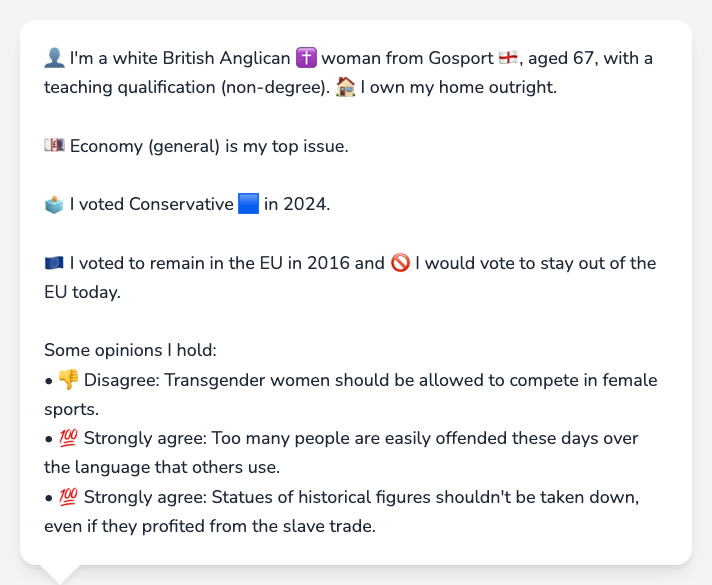 👤 I'm a white British Anglican ✝️ woman from Gosport 🏴󠁧󠁢󠁥󠁮󠁧󠁿, aged 67, with a
teaching qualification (non-degree). 🏠 I own my home outright.
💷 Economy (general) is my top issue.
🗳️ I voted Conservative 🟦 in 2024.
🇪🇺 I voted to remain in the EU in 2016 and 🚫 I would vote to stay out of the
EU today.
Some opinions I hold:
• 👎 Disagree: Transgender women should be allowed to compete in female
sports.
• 💯 Strongly agree: Too many people are easily offended these days over
the language that others use.
• 💯 Strongly agree: Statues of historical figures shouldn't be taken down,
even if they profited from the slave trade.